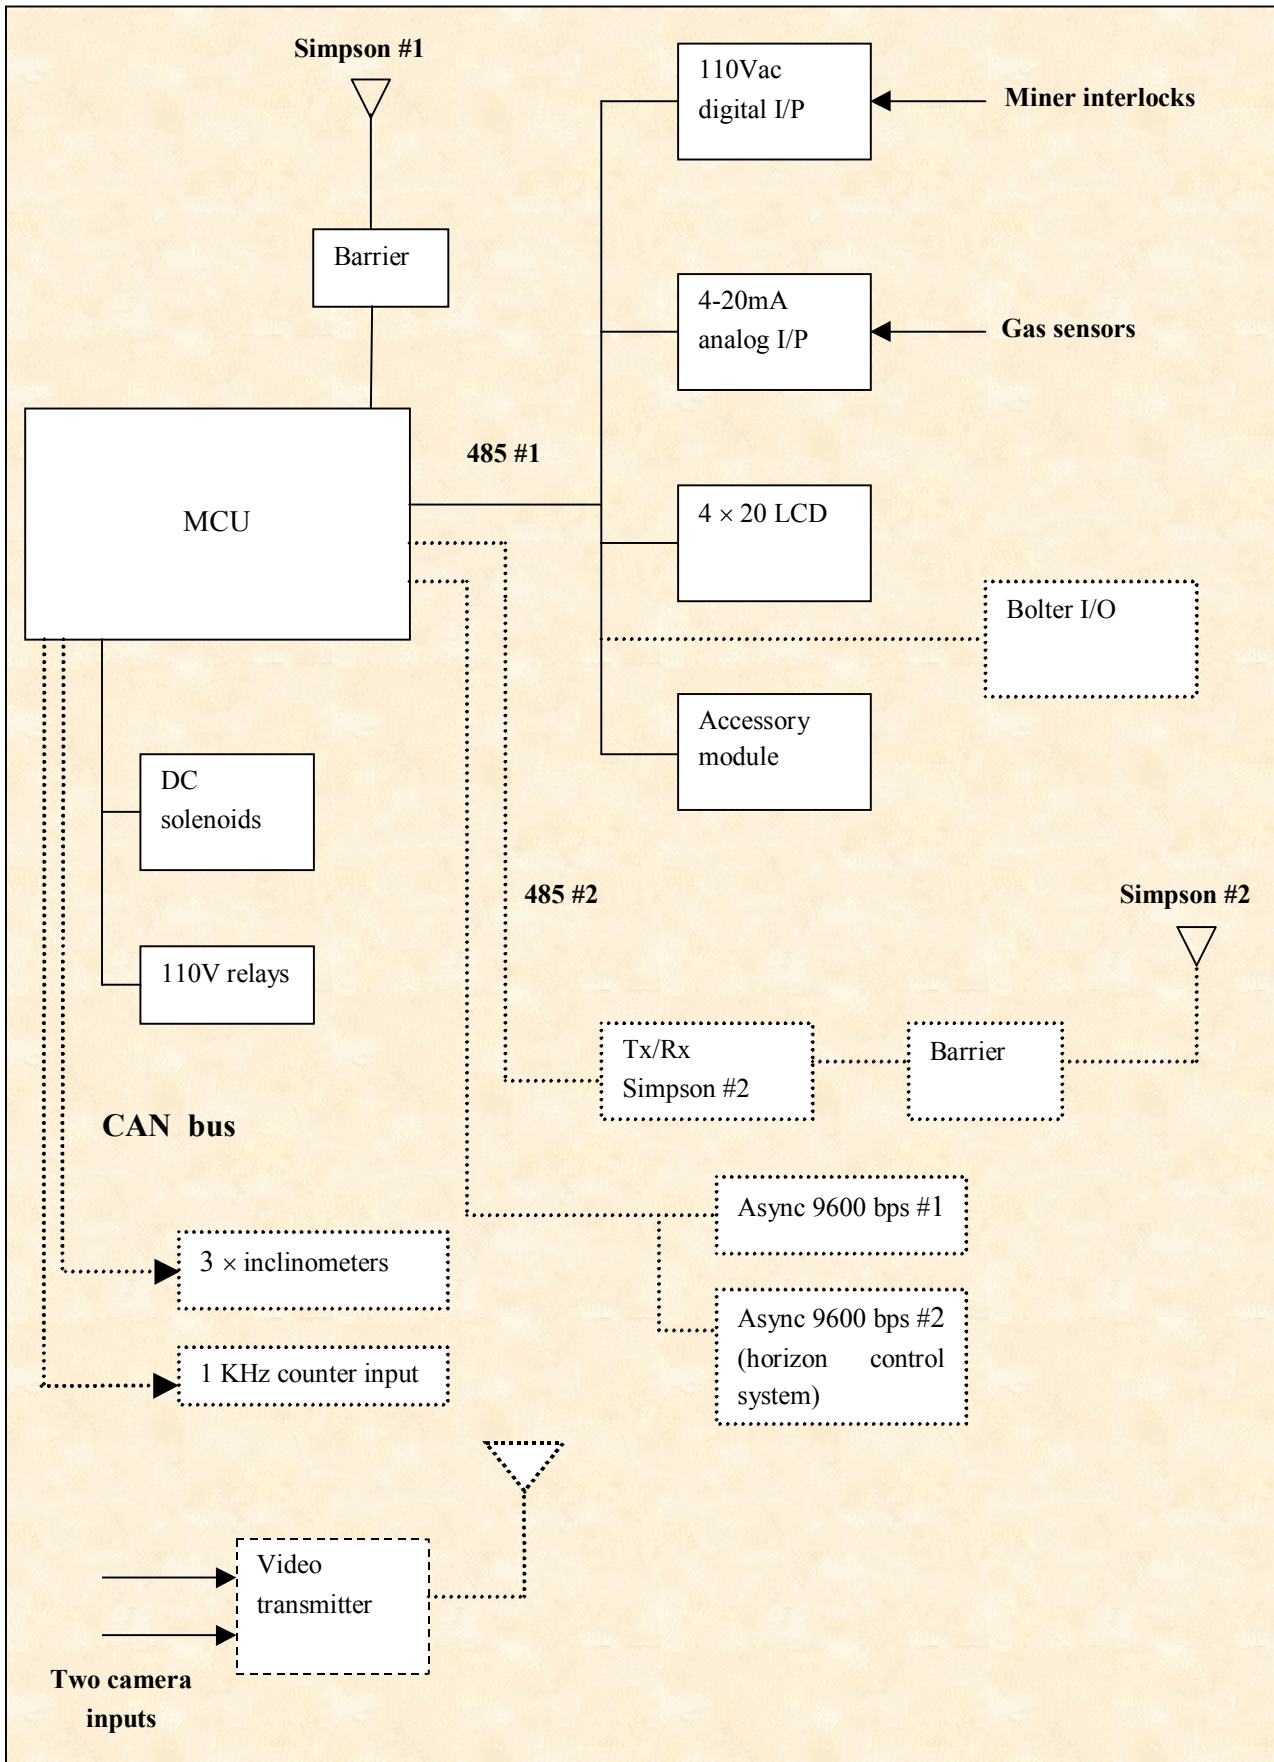 Simpson #1
110Vac
digital I/P
Miner interlocks
Barrier
4-20mA
analog I/P
Gas sensors
485 #1
MCU
4 × 20 LCD
Bolter I/O
Accessory
module
DC
solenoids
485 #2
Simpson #2
110V relays
Tx/Rx
Simpson #2
Barrier
CAN bus
Async 9600 bps #1
3 × inclinometers
Async 9600 bps #2
(horizon control
system)
1 KHz counter input
Video
transmitter
Two camera
inputs